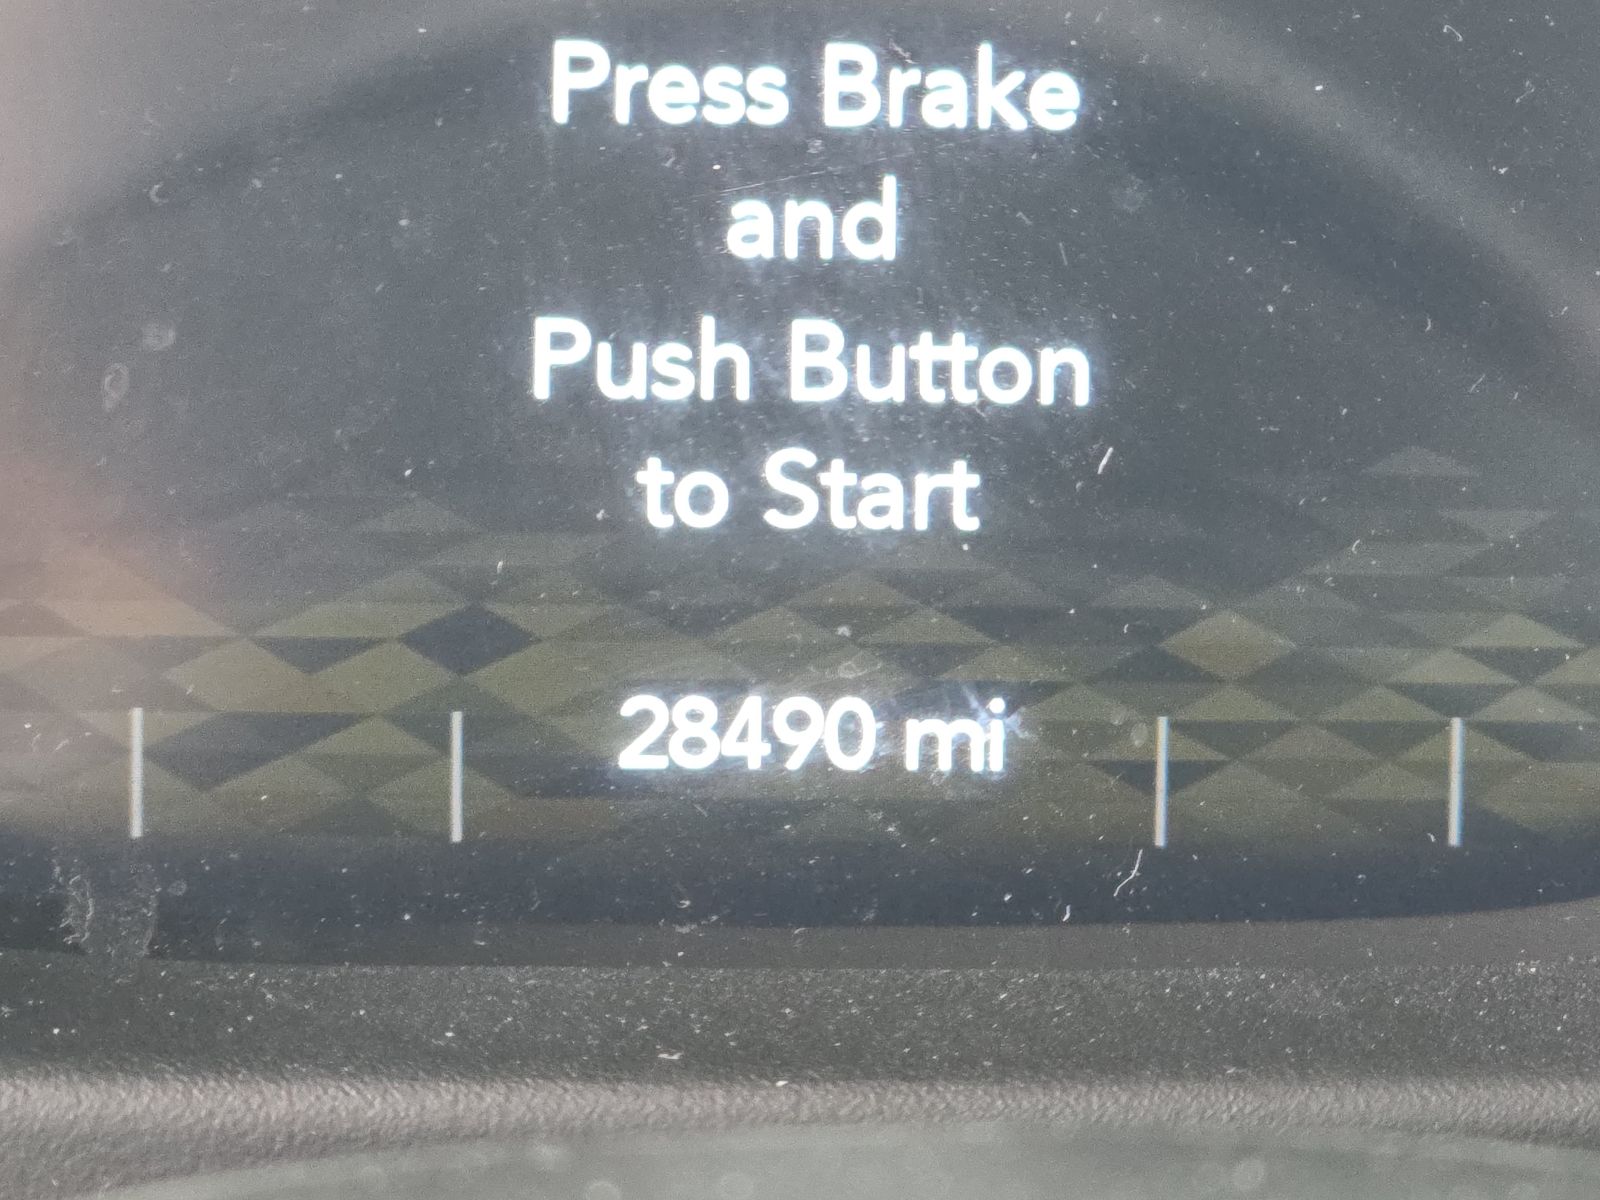 Press Brake
and
Push Button
to Start
28490 mi